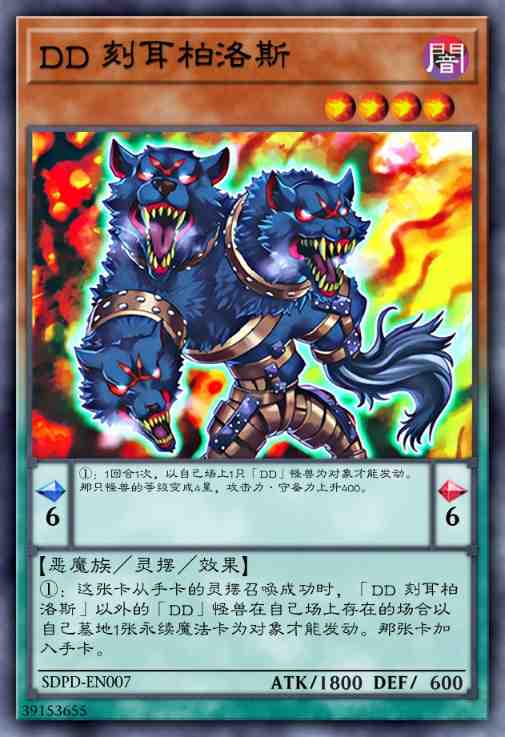 DD 刻耳柏洛斯
闇
①：1回合1次，以自己场上1只「DD」怪兽为对象才能发动。
那只怪兽的等级变成4星，攻击力·守备力上升400。
6
6
【恶魔族／灵摆／效果】
①：这张卡从手卡的灵摆召唤成功时，「DD 刻耳柏
洛斯」以外的「DD」怪兽在自己场上存在的场合以
自己墓地1张永续魔法卡为对象才能发动。那张卡加
入手卡。
SDPD-EN007
ATK/1800 DEF/ 600
39153655